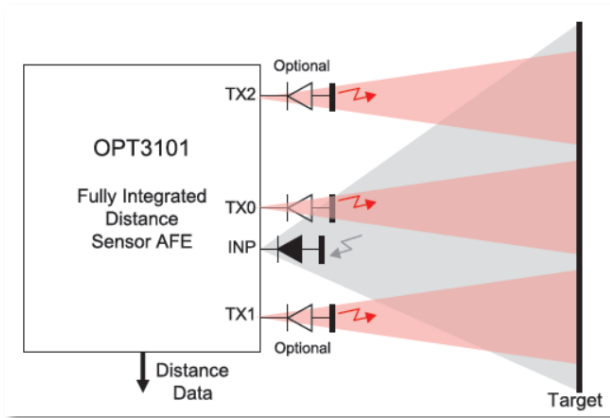 Optional
TX2
OPT3101
Fully Integrated
Distance
Sensor AFE
TX0
INP
TX1
Optional
Distance
Data
Target